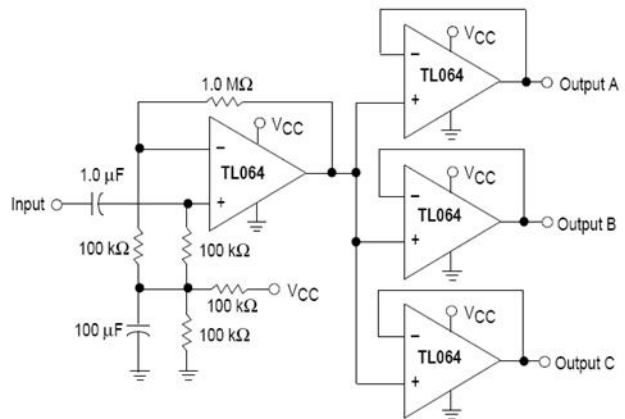 VCC
TL064
Output A
1.0 MΩ
VCC
TL064
1.0 µF
Input
VCC
TL064
Output B
100 kΩ
100 kΩ
VCC
100 kΩ
100 µF
100 kΩ
VCC
TL064
Output C